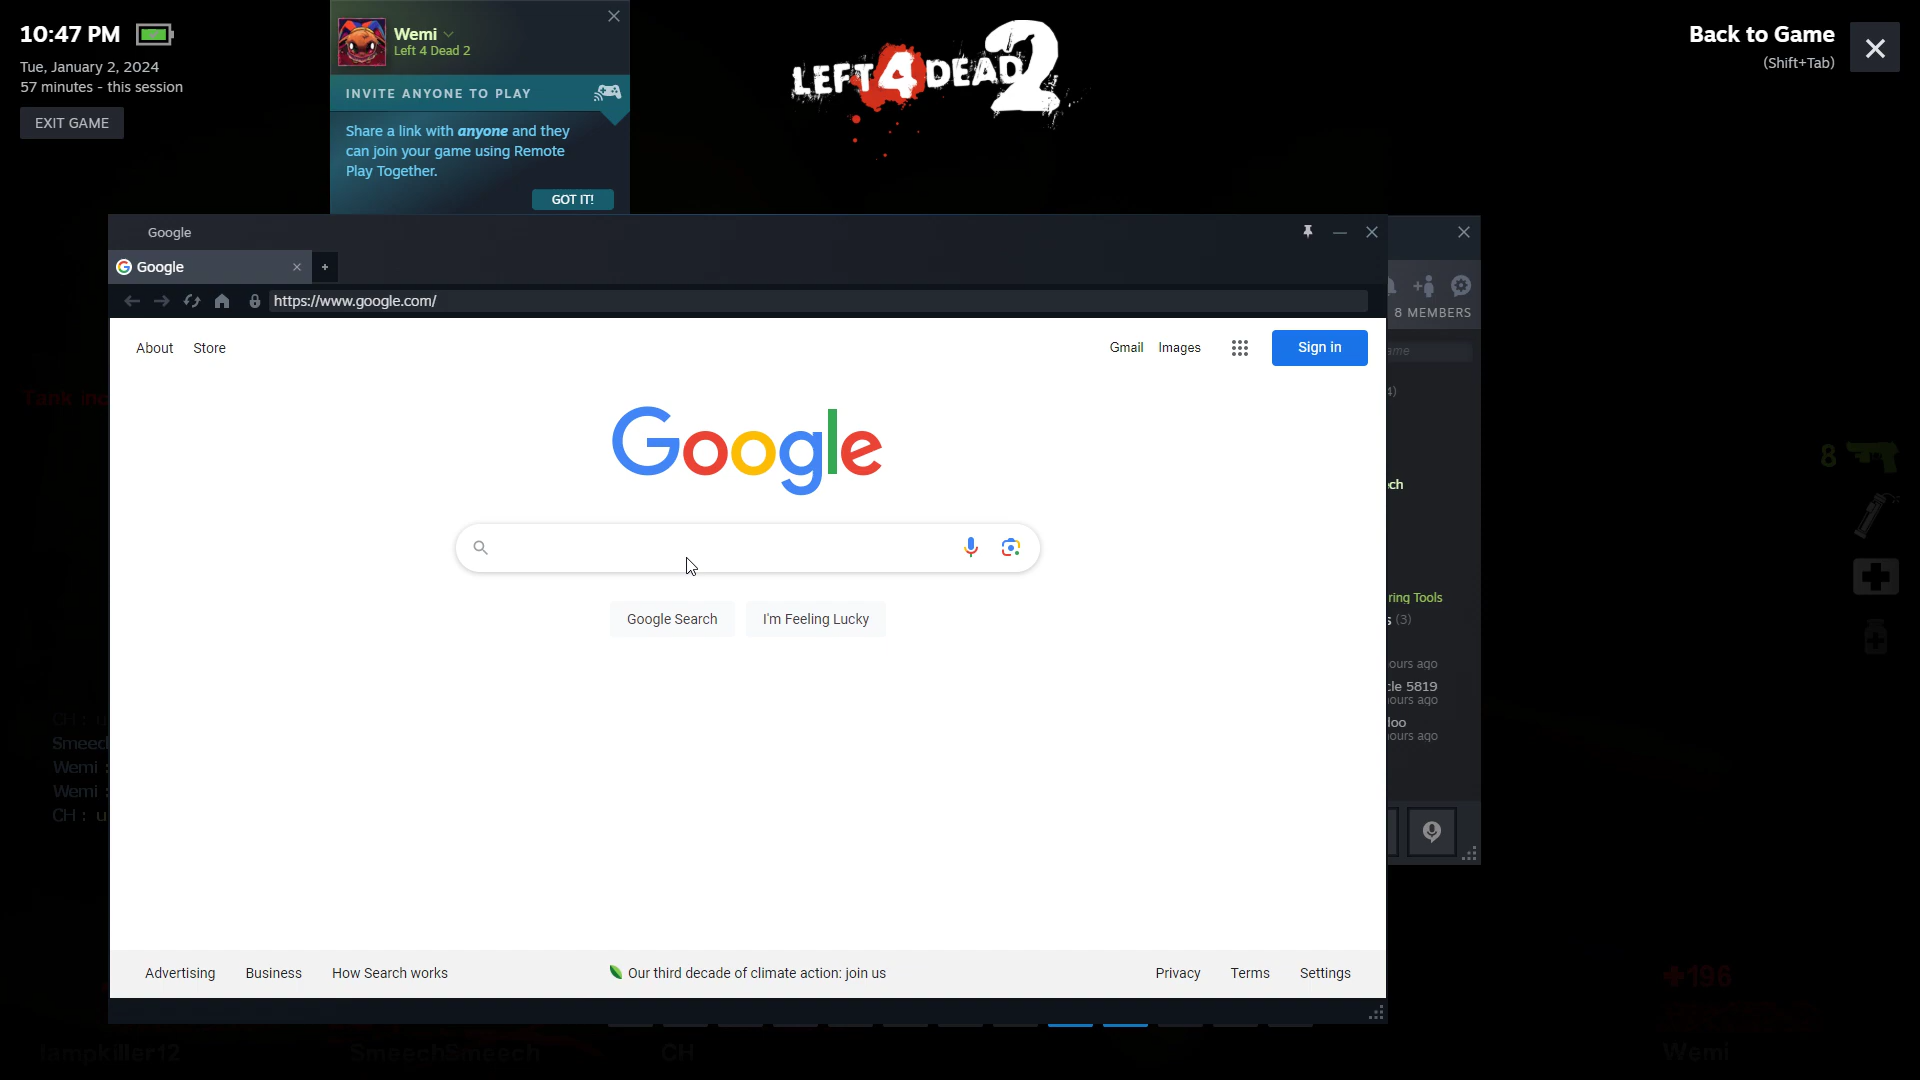 10:47 PM
Tue, January 2, 2024
57 minutes - this session
EXIT GAME
Wemi
Left 4 Dead 2
INVITE ANYONE TO PLAY
Share a link with anyone and they
can join your game using Remote
Play Together.
GOT IT!
LEFT 4 DEAD 2
Back to Game
(Shift+Tab)
Google
Google
https://www.google.com/
8 MEMBERS
About Store
Gmail Images
Sign in
Google
Google Search
I'm Feeling Lucky
Advertising Business How Search works
Our third decade of climate action: join us
Privacy Terms Settings
Tank
8
4)
ech
ring Tools
s (3)
ours ago
cle 5819
ours ago
loo
ours ago
CH : u
Smeech
Wemi :
Wemi :
CH : u
196
lampkiller12
SmeechSmeech
CH
Wemi